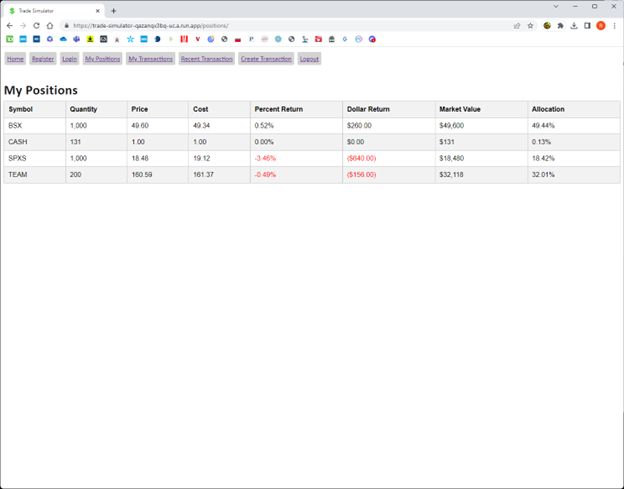 Trade Simulator
https://trade-simulator-qazanqx3bq-uc.a.run.app/positions/
Home Register Login My Positions My Transactions Recent Transaction Create Transaction Logout
My Positions
Symbol Quantity Price Cost Percent Return Dollar Return Market Value Allocation
BSX 1,000 49.60 49.34 0.52% $260.00 $49,600 49.44%
CASH 131 1.00 1.00 0.00% $0.00 $131 0.13%
SPXS 1,000 18.48 19.12 -3.46% ($640.00) $18,480 18.42%
TEAM 200 160.59 161.37 -0.49% ($156.00) $32,118 32.01%